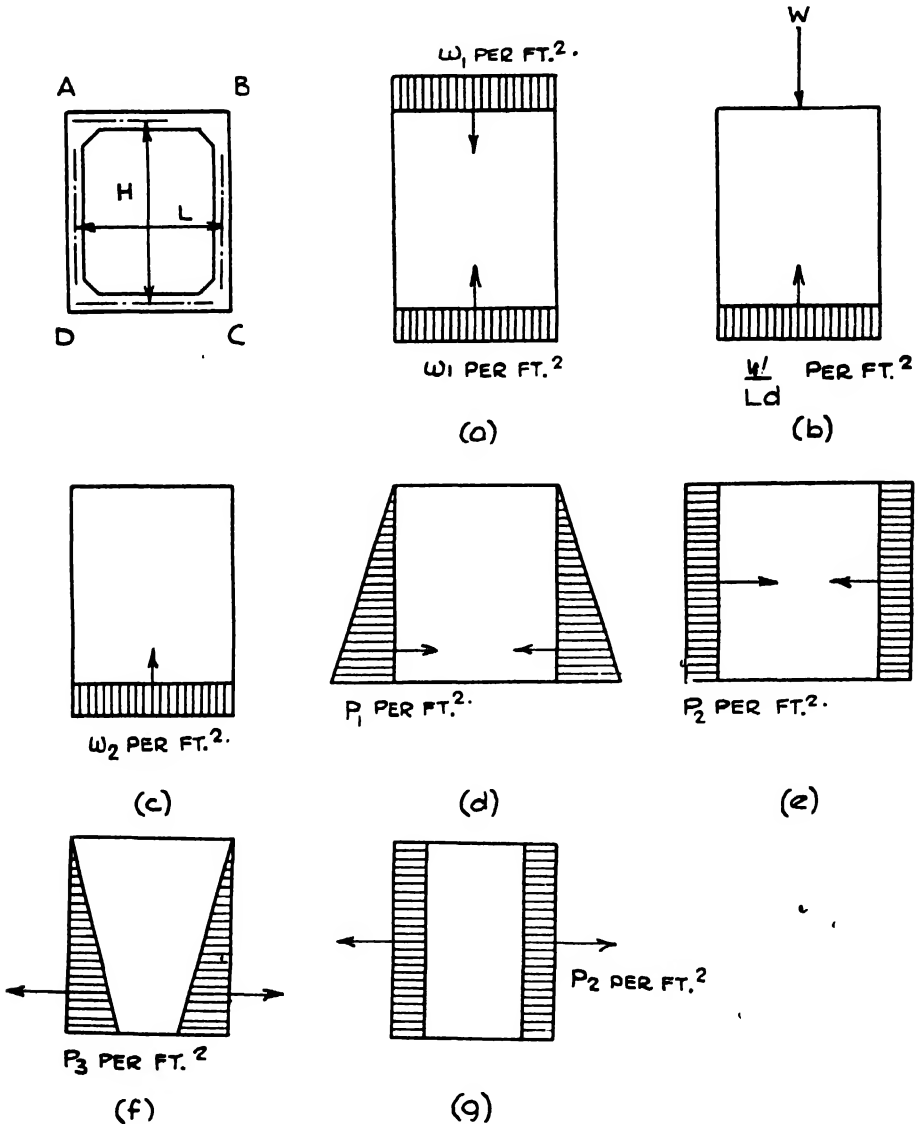 A B
H
L
D C
ω₁ PER FT.².
ω₁ PER FT.²
(a)
W
W
Ld PER FT.²
(b)
ω₂ PER FT.².
(c)
P₁ PER FT.².
(d)
P₂ PER FT.².
(e)
P₃ PER FT.²
(f)
P₂ PER FT.²
(g)